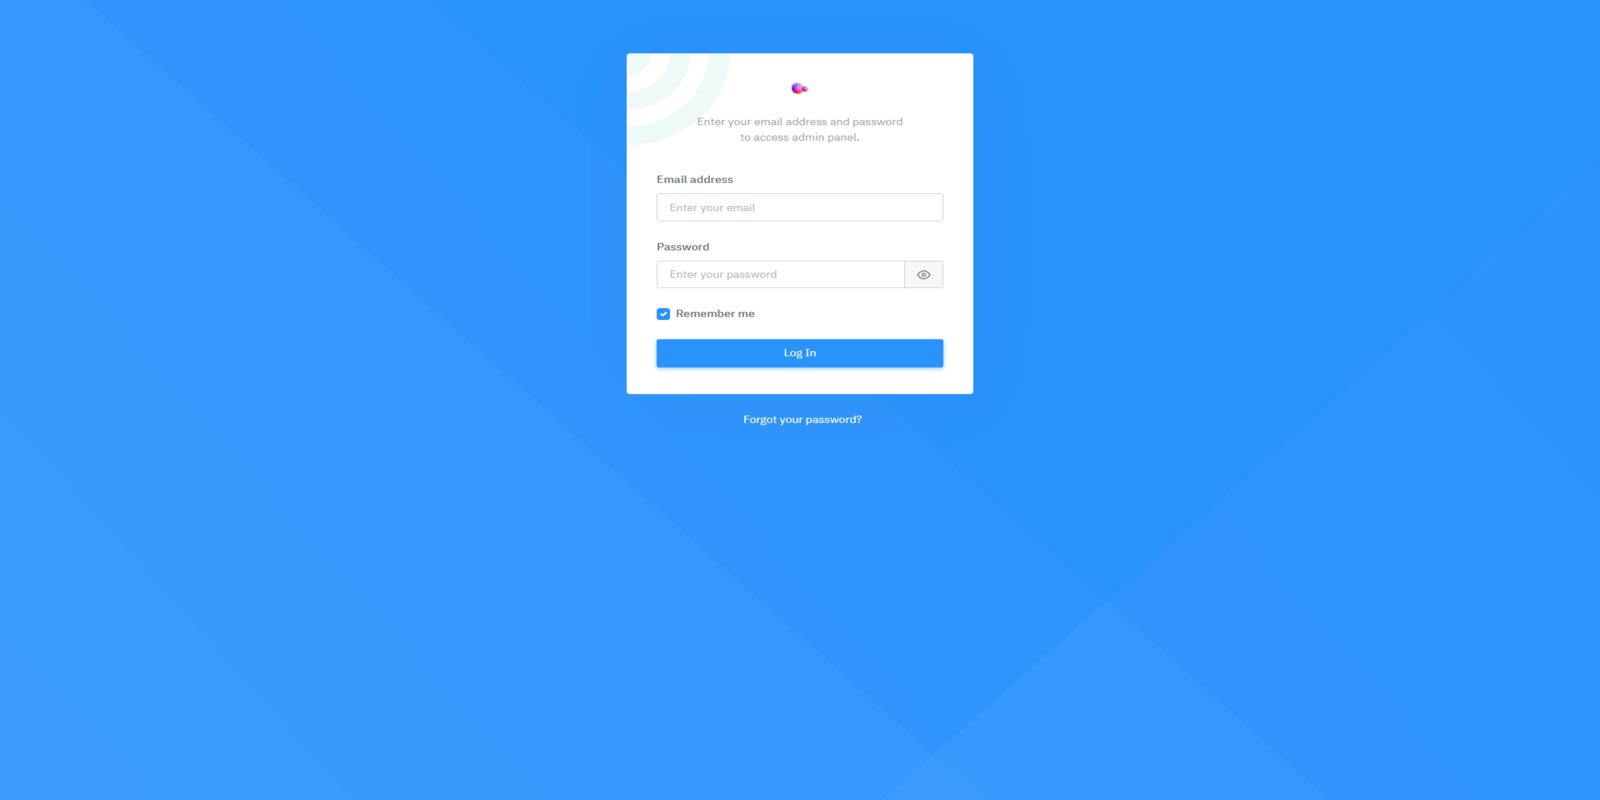 Enter your email address and password
to access admin panel.
Email address
Enter your email
Password
Enter your password
Remember me
Log In
Forgot your password?